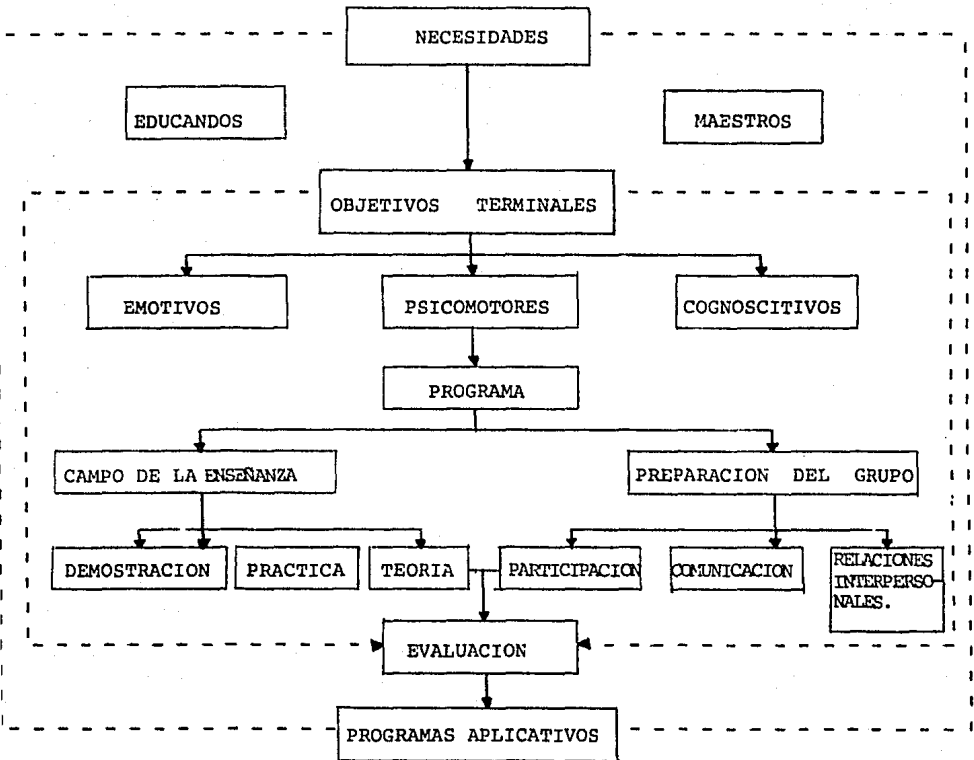 NECESIDADES
EDUCANDOS
MAESTROS
OBJETIVOS TERMINALES
EMOTIVOS
PSICOMOTORES
COGNOSCITIVOS
PROGRAMA
CAMPO DE LA ENSEÑANZA
PREPARACION DEL GRUPO
DEMOSTRACION
PRACTICA
TEORIA
PARTICIPACION
COMUNICACION
RELACIONES
INTERPERSO-
NALES.
EVALUACION
PROGRAMAS APLICATIVOS